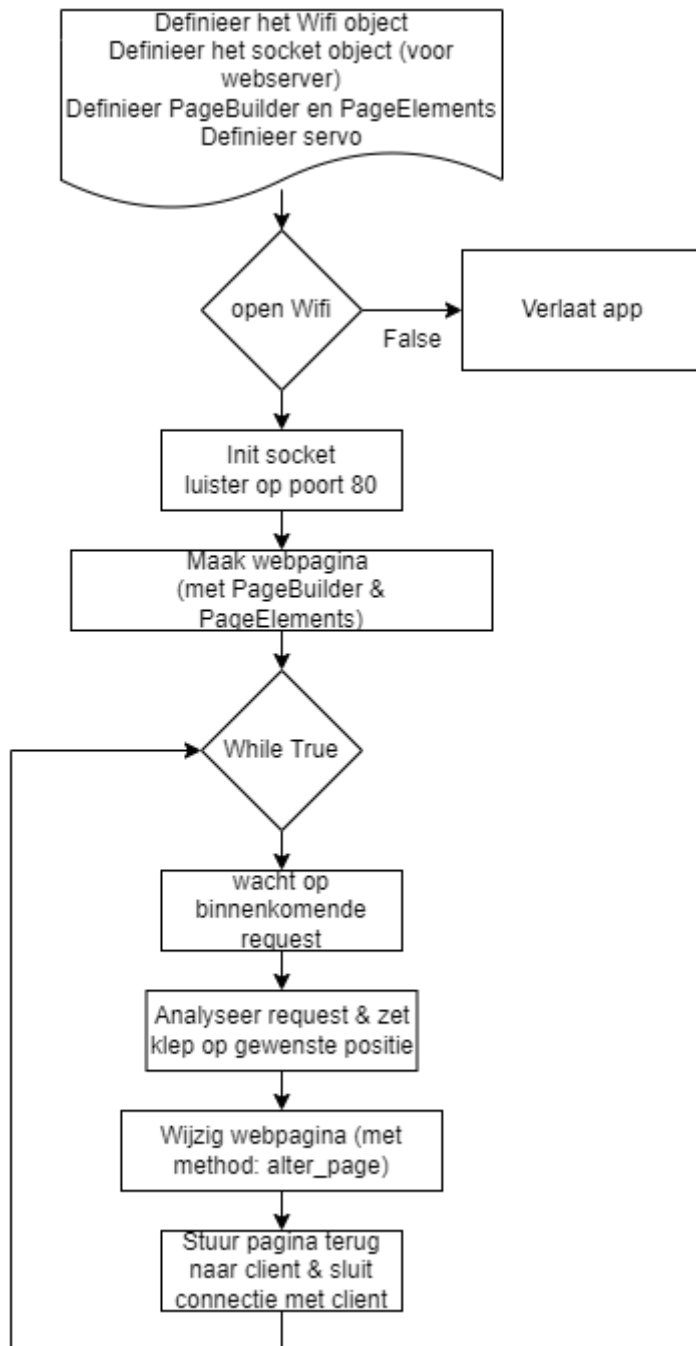 Definieer het Wifi object
Definieer het socket object (voor
webserver)
Definieer PageBuilder en PageElements
Definieer servo
open Wifi
False
Verlaat app
Init socket
luister op poort 80
Maak webpagina
(met PageBuilder &
PageElements)
While True
wacht op
binnenkomende
request
Analyseer request & zet
klep op gewenste positie
Wijzig webpagina (met
method: alter_page)
Stuur pagina terug
naar client & sluit
connectie met client